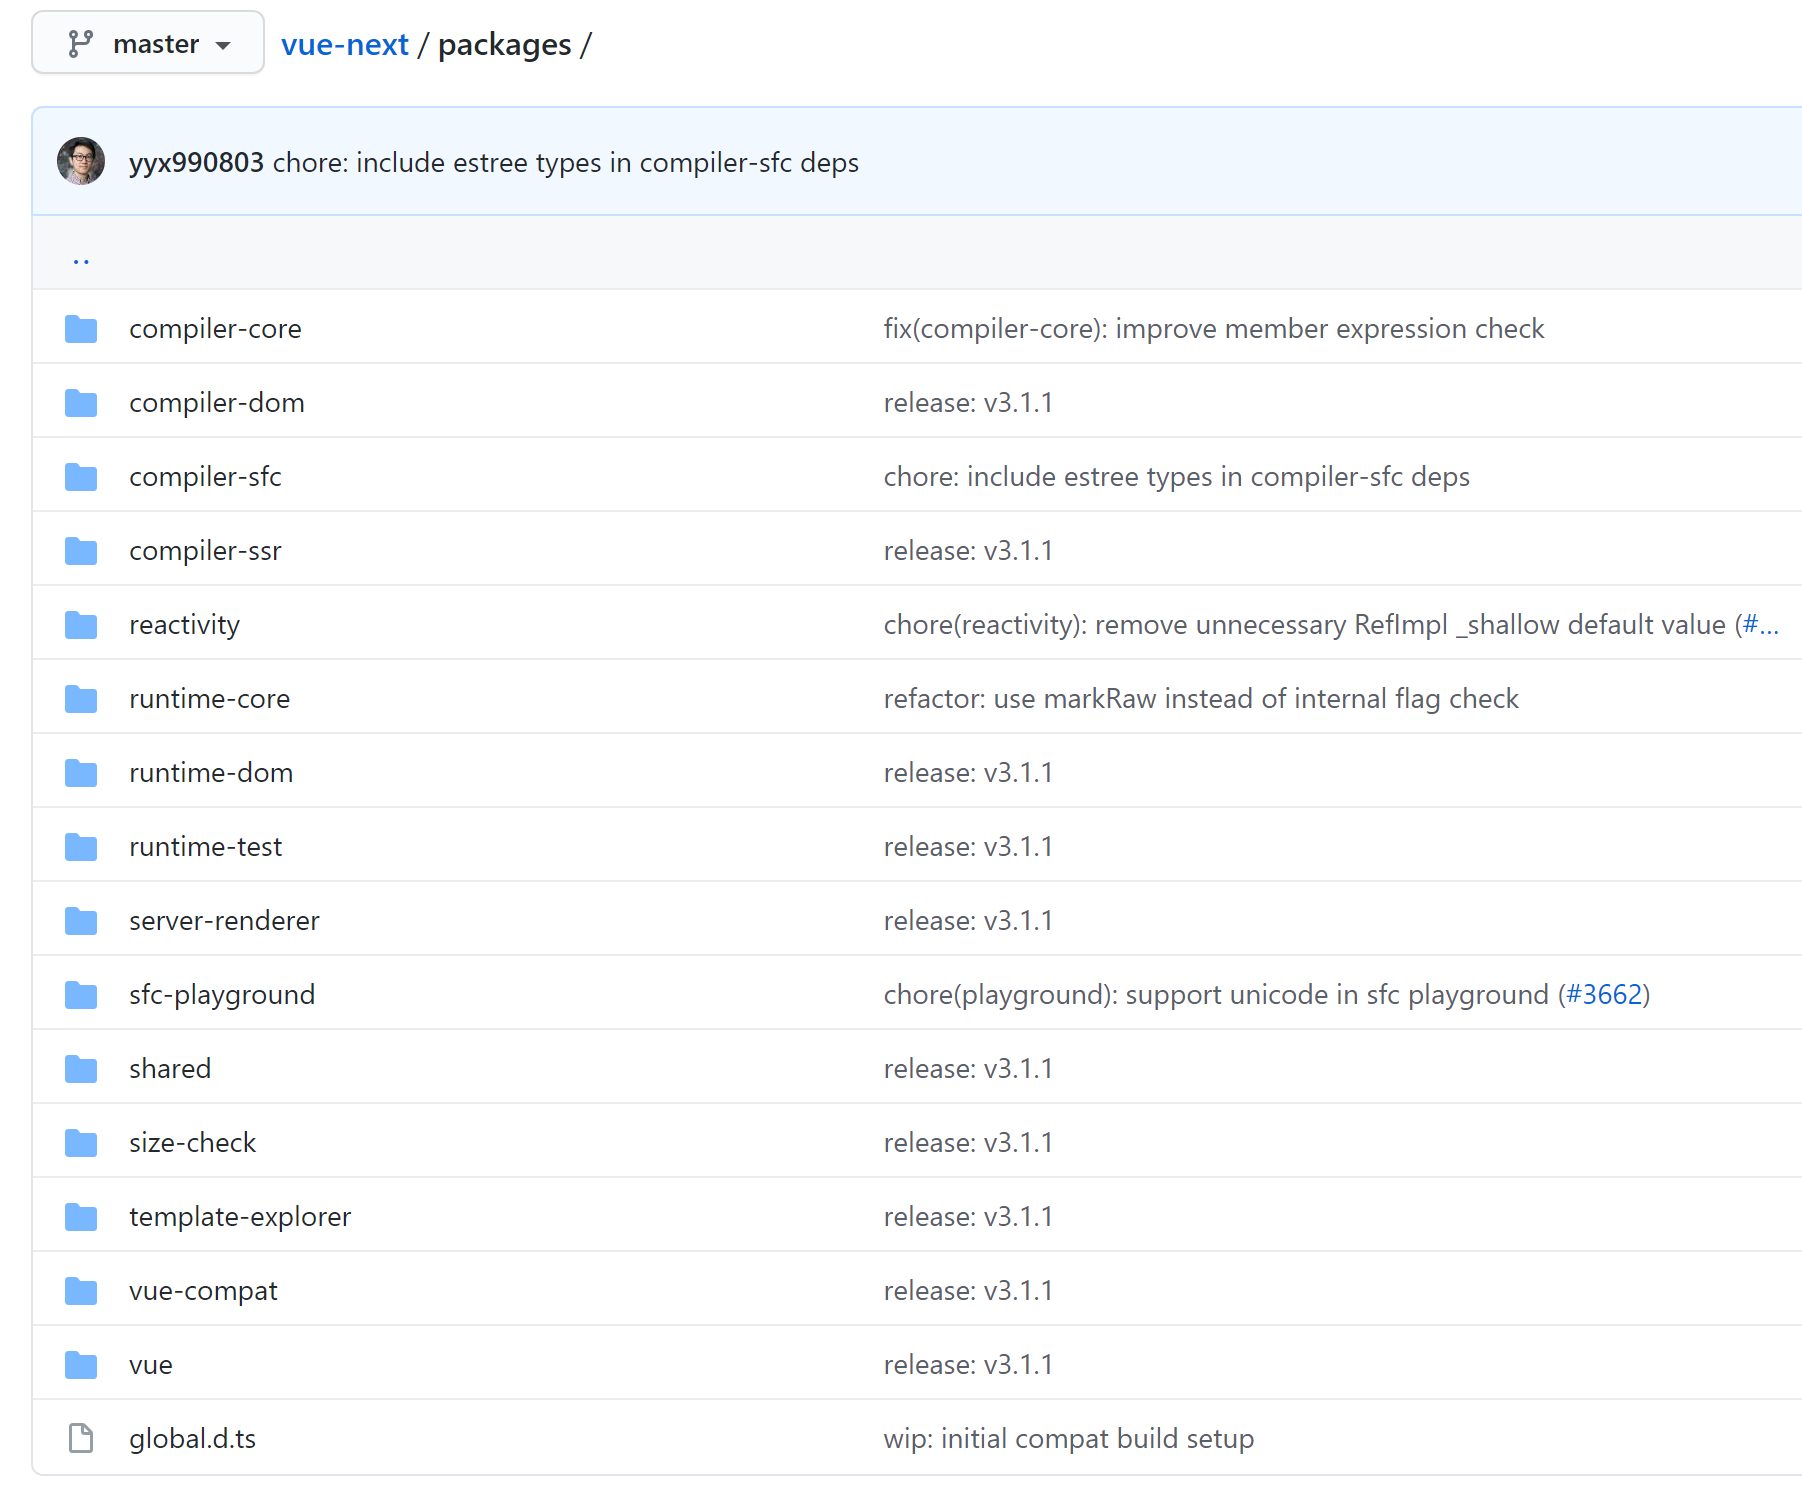 master vue-next / packages /
yyx990803 chore: include estree types in compiler-sfc deps
..
compiler-core fix(compiler-core): improve member expression check
compiler-dom release: v3.1.1
compiler-sfc chore: include estree types in compiler-sfc deps
compiler-ssr release: v3.1.1
reactivity chore(reactivity): remove unnecessary RefImpl _shallow default value (#...
runtime-core refactor: use markRaw instead of internal flag check
runtime-dom release: v3.1.1
runtime-test release: v3.1.1
server-renderer release: v3.1.1
sfc-playground chore(playground): support unicode in sfc playground (#3662)
shared release: v3.1.1
size-check release: v3.1.1
template-explorer release: v3.1.1
vue-compat release: v3.1.1
vue release: v3.1.1
global.d.ts wip: initial compat build setup